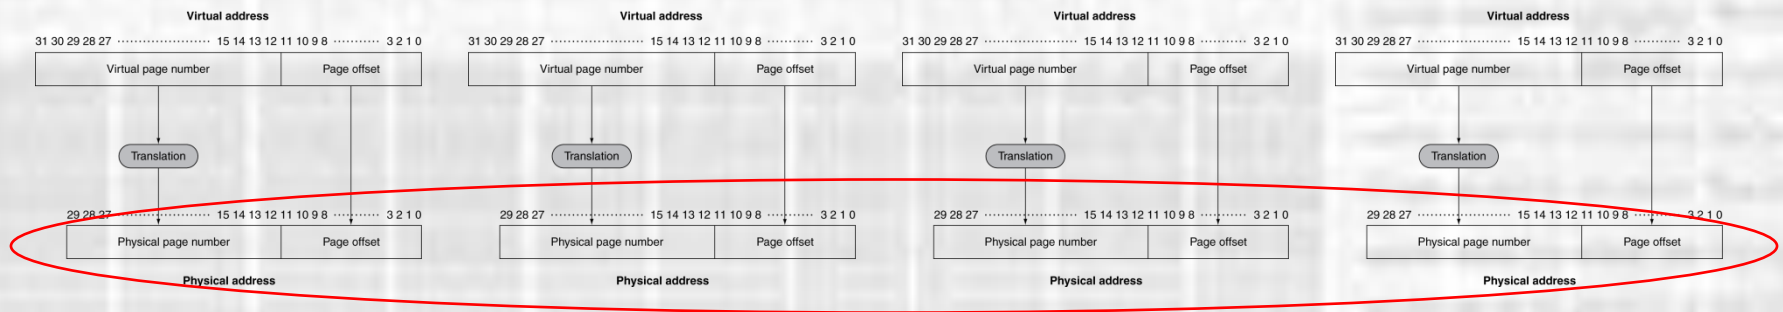 Virtual address Virtual address Virtual address Virtual address
31 30 29 28 27 ······················ 15 14 13 12 11 10 9 8 ·········· 3 2 1 0 31 30 29 28 27 ······················ 15 14 13 12 11 10 9 8 ·········· 3 2 1 0 31 30 29 28 27 ······················ 15 14 13 12 11 10 9 8 ·········· 3 2 1 0 31 30 29 28 27 ······················ 15 14 13 12 11 10 9 8 ·········· 3 2 1 0
Virtual page number Page offset Virtual page number Page offset Virtual page number Page offset Virtual page number Page offset
Translation Translation Translation Translation
29 28 27 ······················ 15 14 13 12 11 10 9 8 ·········· 3 2 1 0 29 28 27 ······················ 15 14 13 12 11 10 9 8 ·········· 3 2 1 0 29 28 27 ······················ 15 14 13 12 11 10 9 8 ·········· 3 2 1 0 29 28 27 ······················ 15 14 13 12 11 10 9 8 ·········· 3 2 1 0
Physical page number Page offset Physical page number Page offset Physical page number Page offset Physical page number Page offset
Physical address Physical address Physical address Physical address